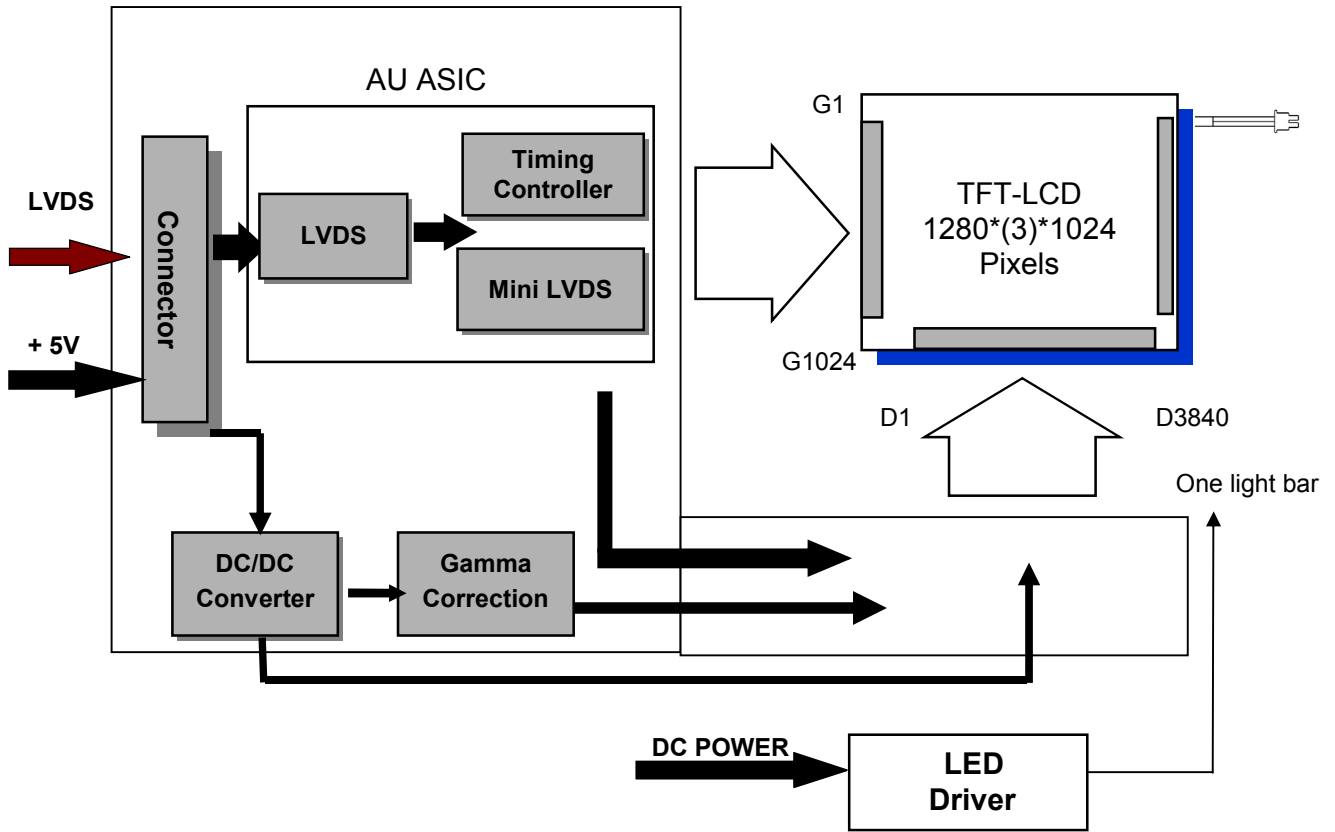 AU ASIC
LVDS
+ 5V
Connector
LVDS
Timing
Controller
Mini LVDS
G1
TFT-LCD
1280*(3)*1024
Pixels
G1024
D1
D3840
One light bar
DC/DC
Converter
Gamma
Correction
DC POWER
LED
Driver